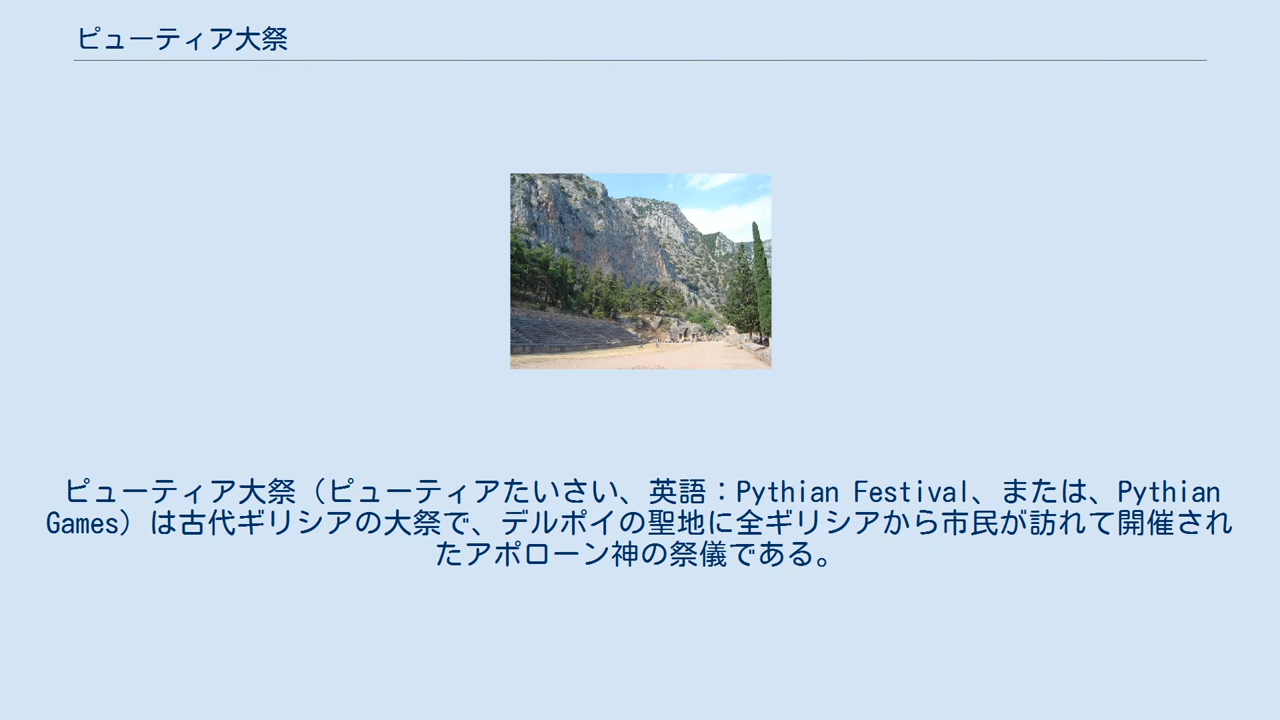 ピューティア大祭
ピューティア大祭（ピューティアたいさい、英語：Pythian Festival、または、Pythian
Games）は古代ギリシアの大祭で、デルポイの聖地に全ギリシアから市民が訪れて開催され
たアポローン神の祭儀である。